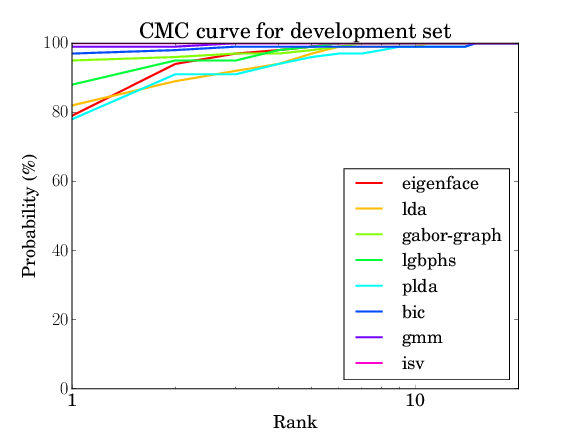 CMC curve for development set
100
80
60
40
20
0
Probability (%)
eigenface
lda
gabor-graph
lgbphs
plda
bic
gmm
isv
1
10
Rank